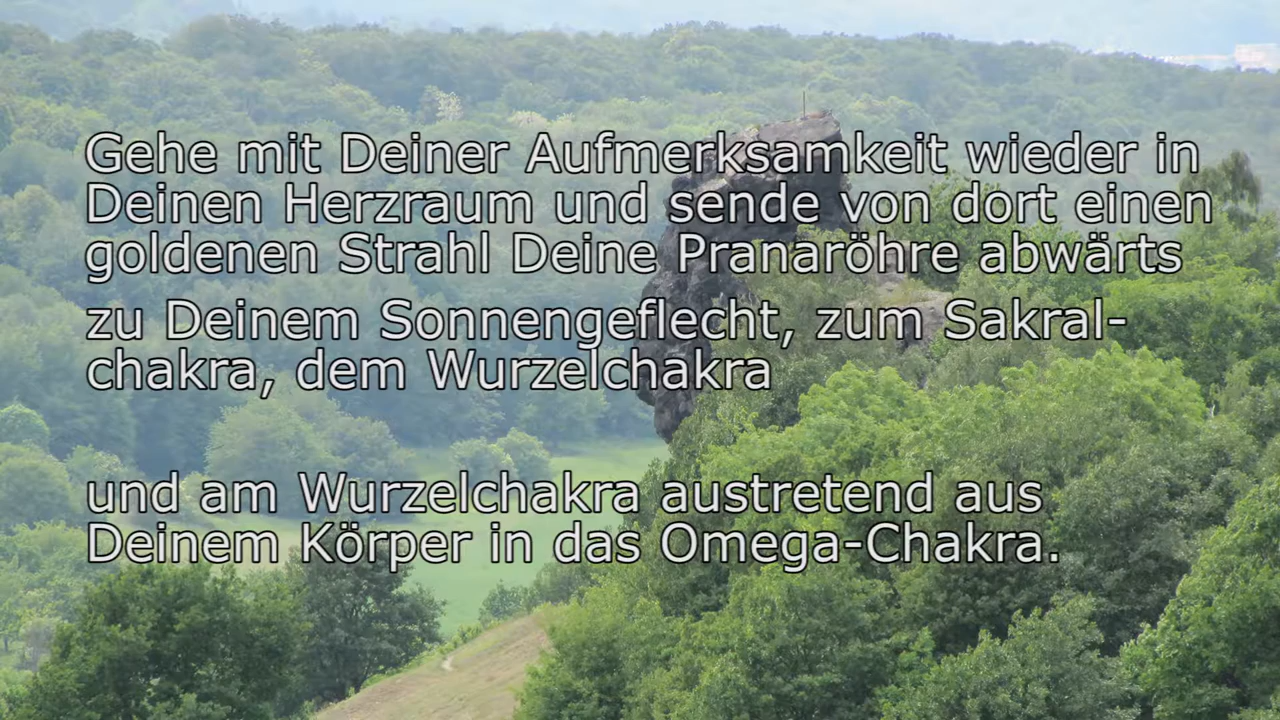 Gehe mit Deiner Aufmerksamkeit wieder in
Deinen Herzraum und sende von dort einen
goldenen Strahl Deine Pranaröhre abwärts
zu Deinem Sonnengeflecht, zum Sakral-
chakra, dem Wurzelchakra
und am Wurzelchakra austretend aus
Deinem Körper in das Omega-Chakra.